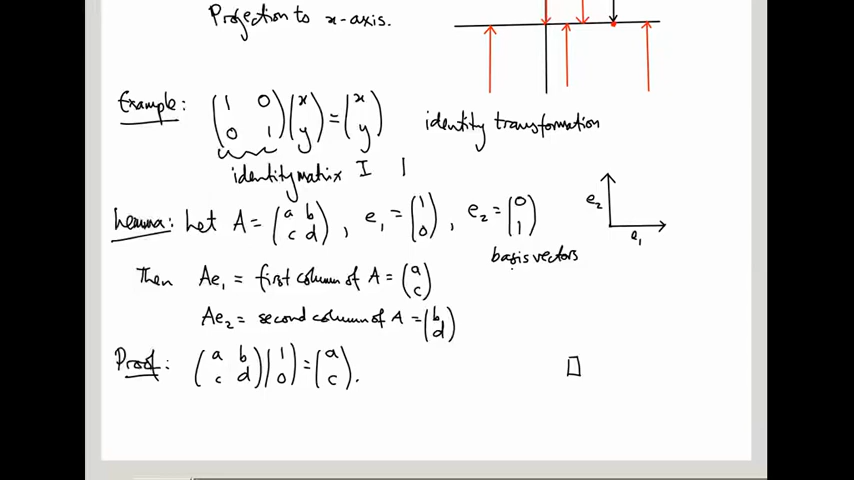 Projection to x-axis.
Example: (1 0 / 0 1)(x / y) = (x / y) identity transformation
identity matrix I 1
Lemma: Let A = (a b / c d), e₁ = (1 / 0), e₂ = (0 / 1) e₂
e₁
basis vectors
Then Ae₁ = first column of A = (a / c)
Ae₂ = second column of A = (b / d)
Proof: (a b / c d)(1 / 0) = (a / c). □